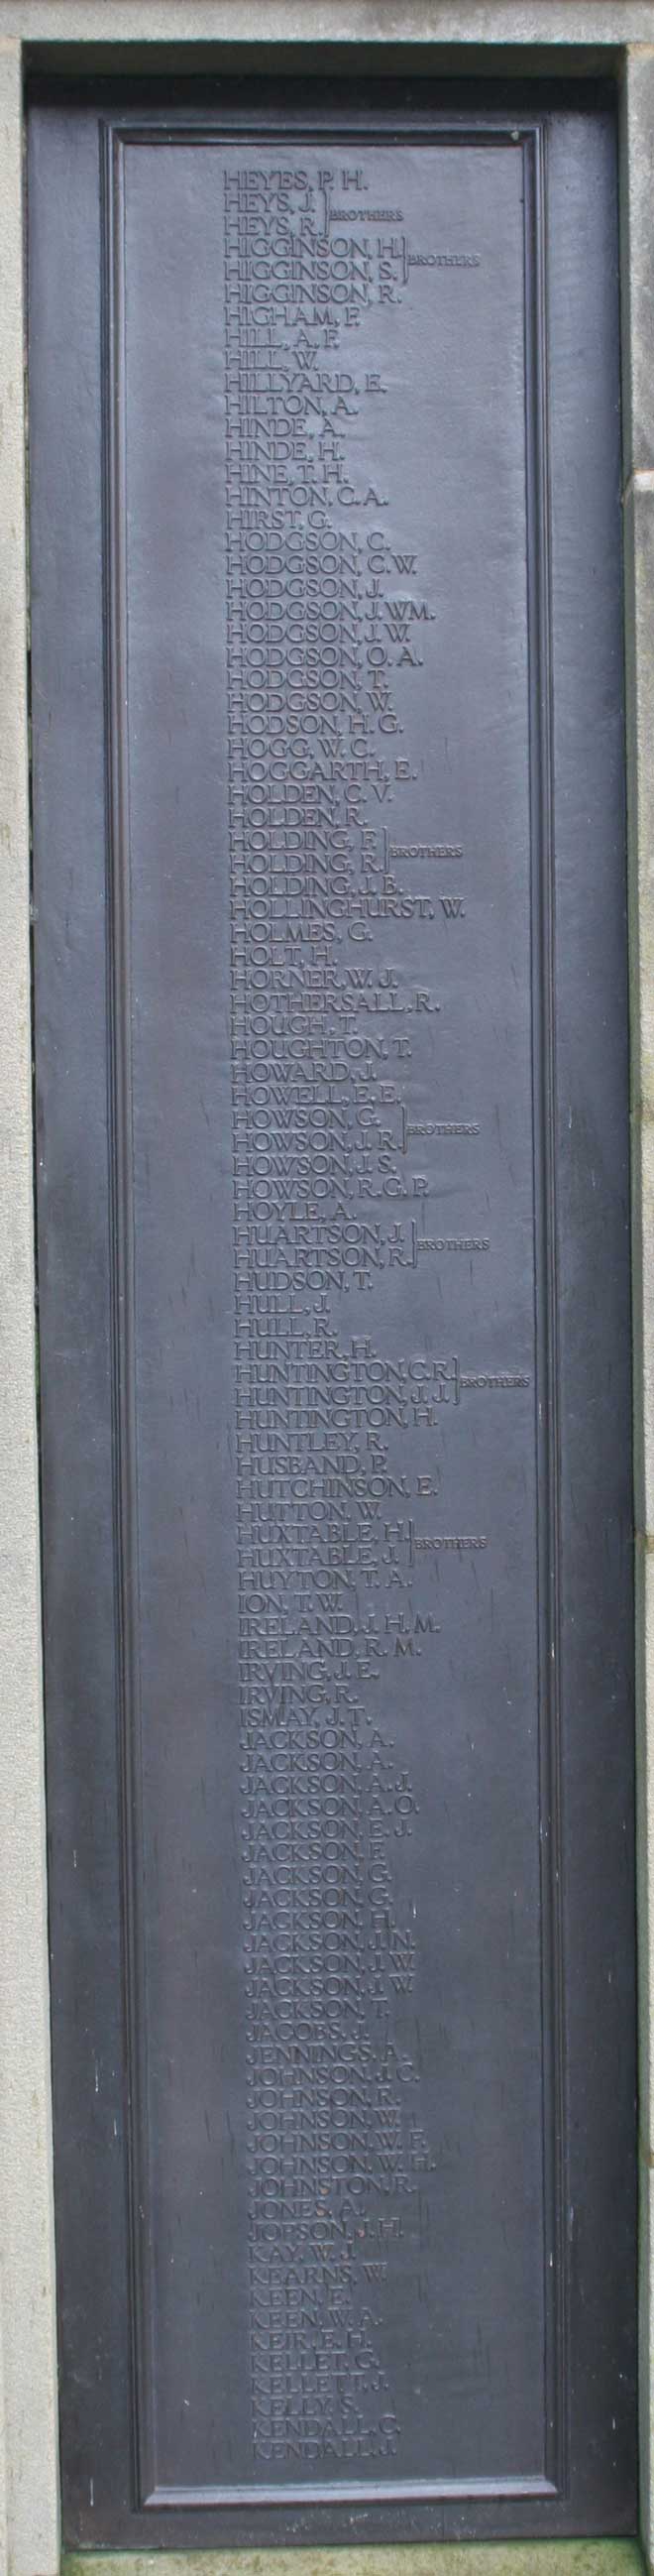 HEYES, P. H.
HEYS, J.
HEYS, R. } BROTHERS
HIGGINSON, H.
HIGGINSON, S. } BROTHERS
HIGGINSON, R.
HIGHAM, F.
HILL, A. F.
HILL, W.
HILLYARD, E.
HILTON, A.
HINDE, A.
HINDE, H.
HINE, T. H.
HINTON, C. A.
HIRST, G.
HODGSON, C.
HODGSON, C. W.
HODGSON, J.
HODGSON, J. WM.
HODGSON, J. W.
HODGSON, O. A.
HODGSON, T.
HODGSON, W.
HODSON, H. G.
HOGG, W. C.
HOGGARTH, E.
HOLDEN, C. V.
HOLDEN, R.
HOLDING, F.
HOLDING, R. } BROTHERS
HOLDING, J. B.
HOLLINGHURST, W.
HOLMES, G.
HOLT, H.
HORNER, W. J.
HOTHERSALL, R.
HOUGH, T.
HOUGHTON, T.
HOWARD, J.
HOWELL, E. E.
HOWSON, G.
HOWSON, J. R. } BROTHERS
HOWSON, J. S.
HOWSON, R. G. P.
HOYLE, A.
HUARTSON, J.
HUARTSON, R. } BROTHERS
HUDSON, T.
HULL, J.
HULL, R.
HUNTER, H.
HUNTINGTON, C. R.
HUNTINGTON, J. J. } BROTHERS
HUNTINGTON, H.
HUNTLEY, R.
HUSBAND, P.
HUTCHINSON, E.
HUTTON, W.
HUXTABLE, H.
HUXTABLE, J. } BROTHERS
HUYTON, T. A.
ION, T. W.
IRELAND, J. H. M.
IRELAND, R. M.
IRVING, J. E.
IRVING, R.
ISMAY, J. T.
JACKSON, A.
JACKSON, A.
JACKSON, A. J.
JACKSON, A. O.
JACKSON, E. J.
JACKSON, F.
JACKSON, G.
JACKSON, G.
JACKSON, H.
JACKSON, J. N.
JACKSON, J. W.
JACKSON, J. W.
JACKSON, T.
JACOBS, J.
JENNINGS, A.
JOHNSON, J. C.
JOHNSON, R.
JOHNSON, W.
JOHNSON, W. F.
JOHNSON, W. H.
JOHNSTON, R.
JONES, A.
JOPSON, J. H.
KAY, W. J.
KEARNS, W.
KEEN, E.
KEEN, W. A.
KEIR, E. H.
KELLET, G.
KELLETT, J.
KELLY, S.
KENDALL, C.
KENDALL, J.